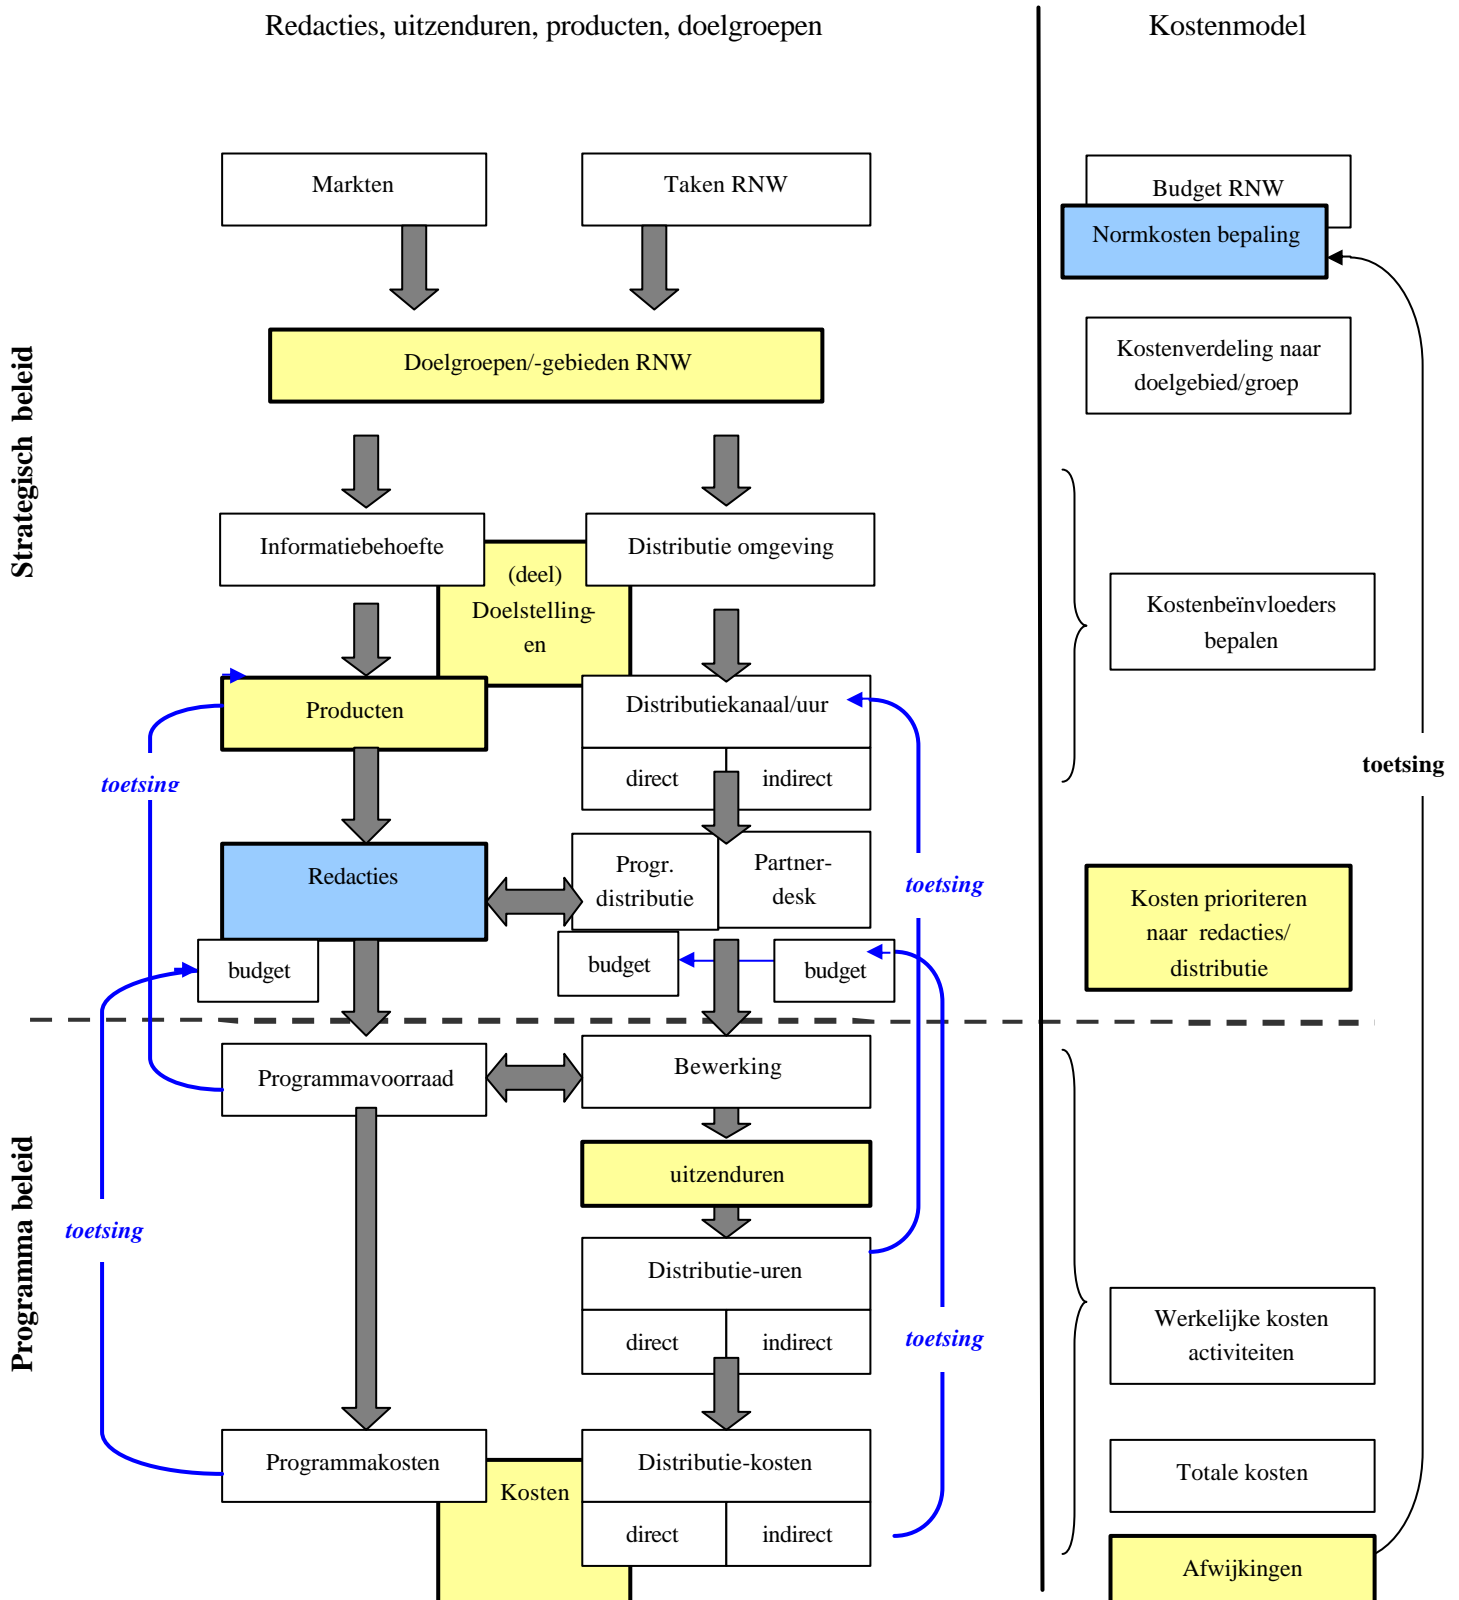 Redacties, uitzenduren, producten, doelgroepen
Kostenmodel
Strategisch beleid
Markten
Taken RNW
Budget RNW
Normkosten bepaling
Doelgroepen/-gebieden RNW
Kostenverdeling naar
doelgebied/groep
Informatiebehoefte
(deel)
Doelstelling-
en
Distributie omgeving
Kostenbeïnvloeders
bepalen
Producten
Distributiekanaal/uur
direct
indirect
toetsing
toetsing
Redacties
Progr.
distributie
Partner-
desk
toetsing
Kosten prioriteren
naar redacties/
distributie
budget
budget
budget
Programma beleid
Programmavoorraad
Bewerking
uitzenduren
toetsing
Distributie-uren
direct
indirect
toetsing
Werkelijke kosten
activiteiten
Programmakosten
Kosten
Distributie-kosten
direct
indirect
Totale kosten
Afwijkingen